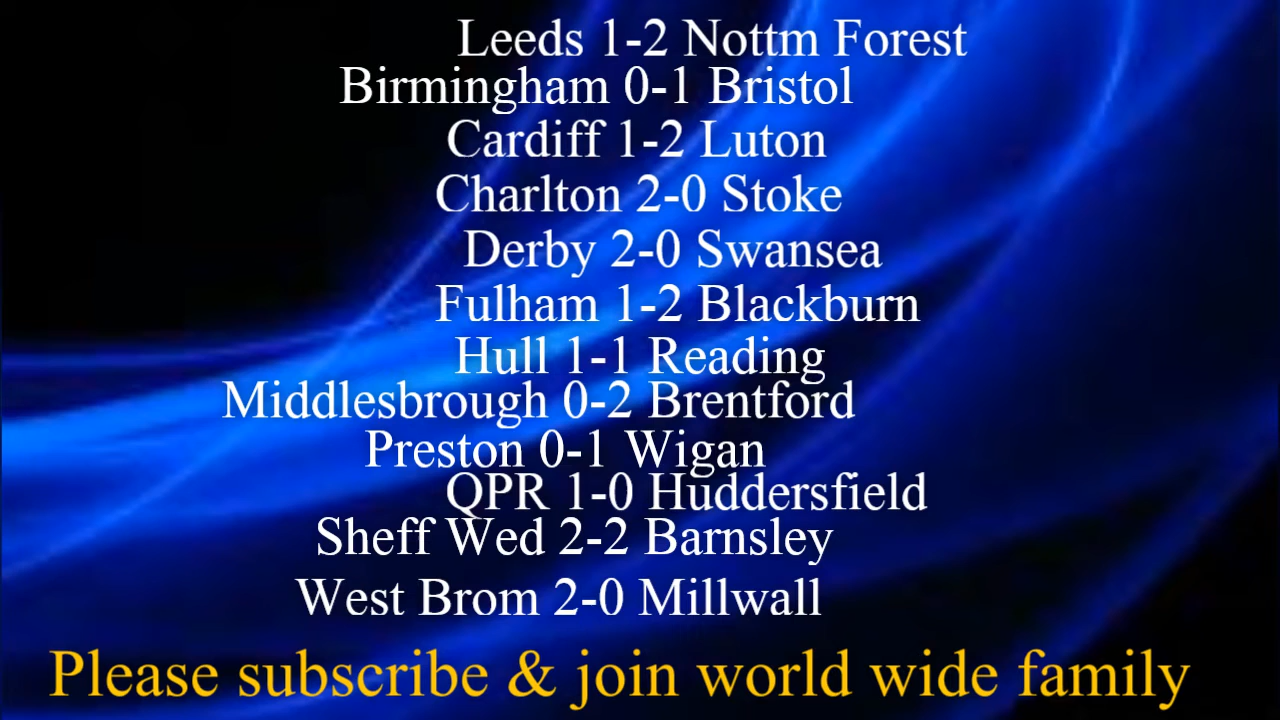 Leeds 1-2 Nottm Forest
Birmingham 0-1 Bristol
Cardiff 1-2 Luton
Charlton 2-0 Stoke
Derby 2-0 Swansea
Fulham 1-2 Blackburn
Hull 1-1 Reading
Middlesbrough 0-2 Brentford
Preston 0-1 Wigan
QPR 1-0 Huddersfield
Sheff Wed 2-2 Barnsley
West Brom 2-0 Millwall
Please subscribe & join world wide family